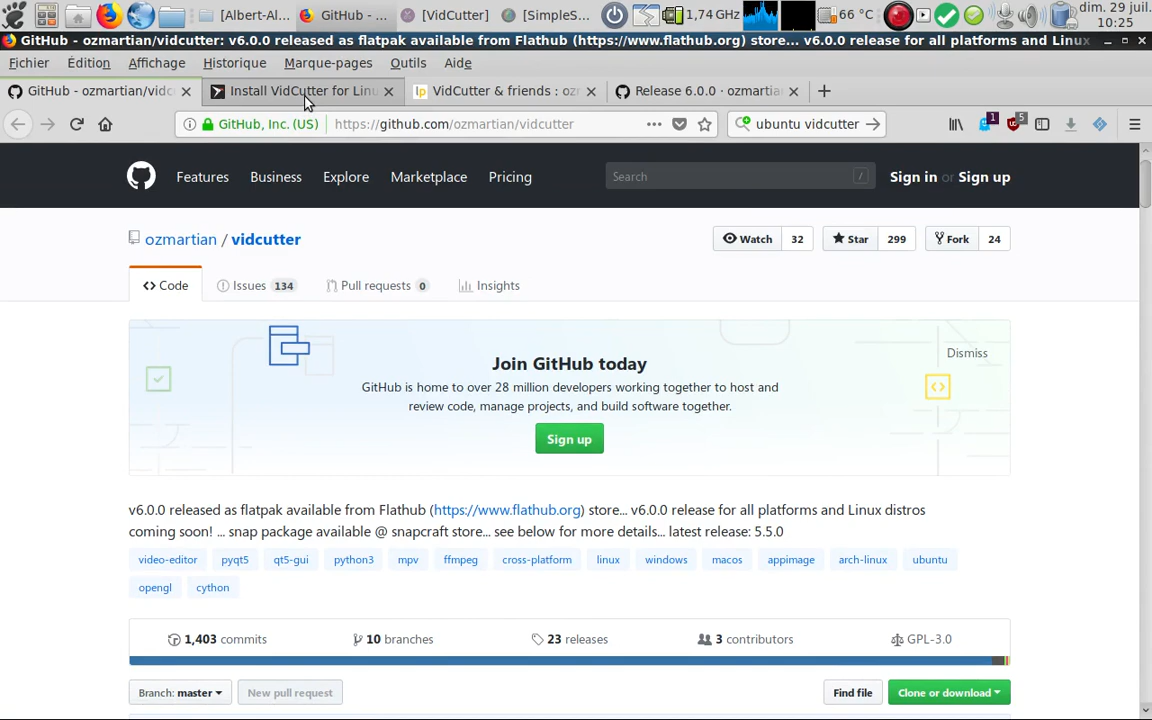 [Albert-Al... GitHub - ... [VidCutter] [SimpleS... 1,74 GHz 66 °C dim. 29 juil.
10:25
GitHub - ozmartian/vidcutter: v6.0.0 released as flatpak available from Flathub (https://www.flathub.org) store... v6.0.0 release for all platforms and Linux
Fichier Édition Affichage Historique Marque-pages Outils Aide
GitHub - ozmartian/vidc Install VidCutter for Linu VidCutter & friends : oz Release 6.0.0 · ozmartian
GitHub, Inc. (US) https://github.com/ozmartian/vidcutter ubuntu vidcutter 1 5
Features Business Explore Marketplace Pricing Search / Sign in or Sign up
ozmartian / vidcutter Watch 32 Star 299 Fork 24
Code Issues 134 Pull requests 0 Insights
Join GitHub today Dismiss
GitHub is home to over 28 million developers working together to host and
review code, manage projects, and build software together.
Sign up
v6.0.0 released as flatpak available from Flathub (https://www.flathub.org) store... v6.0.0 release for all platforms and Linux distros
coming soon! ... snap package available @ snapcraft store... see below for more details... latest release: 5.5.0
video-editor pyqt5 qt5-gui python3 mpv ffmpeg cross-platform linux windows macos appimage arch-linux ubuntu
opengl cython
1,403 commits 10 branches 23 releases 3 contributors GPL-3.0
Branch: master New pull request Find file Clone or download